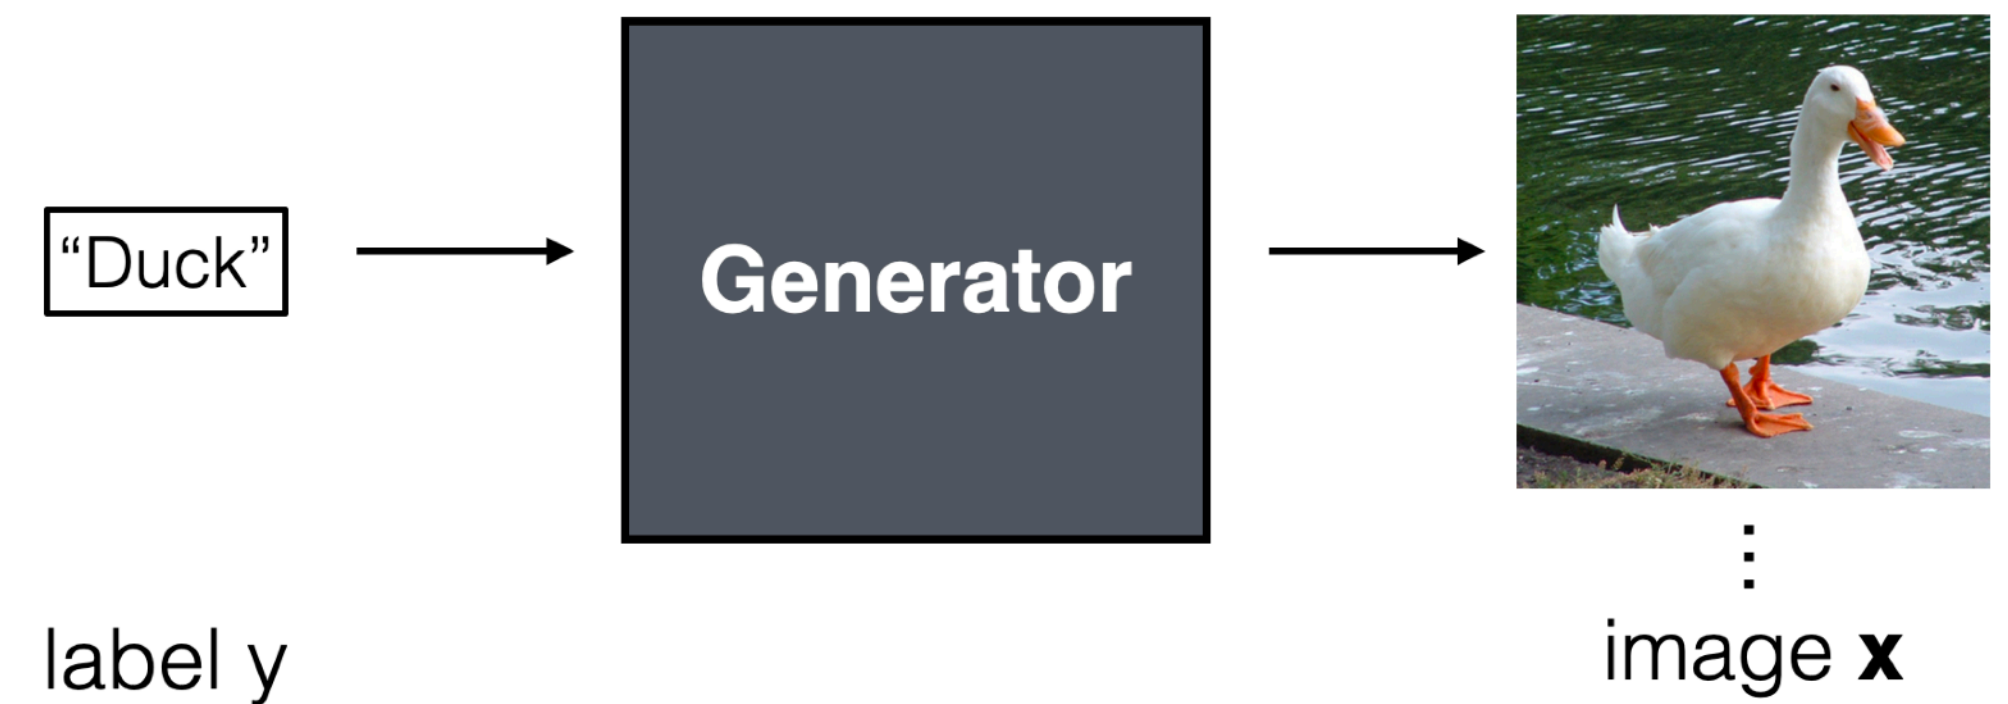 “Duck”
Generator
label y
image x